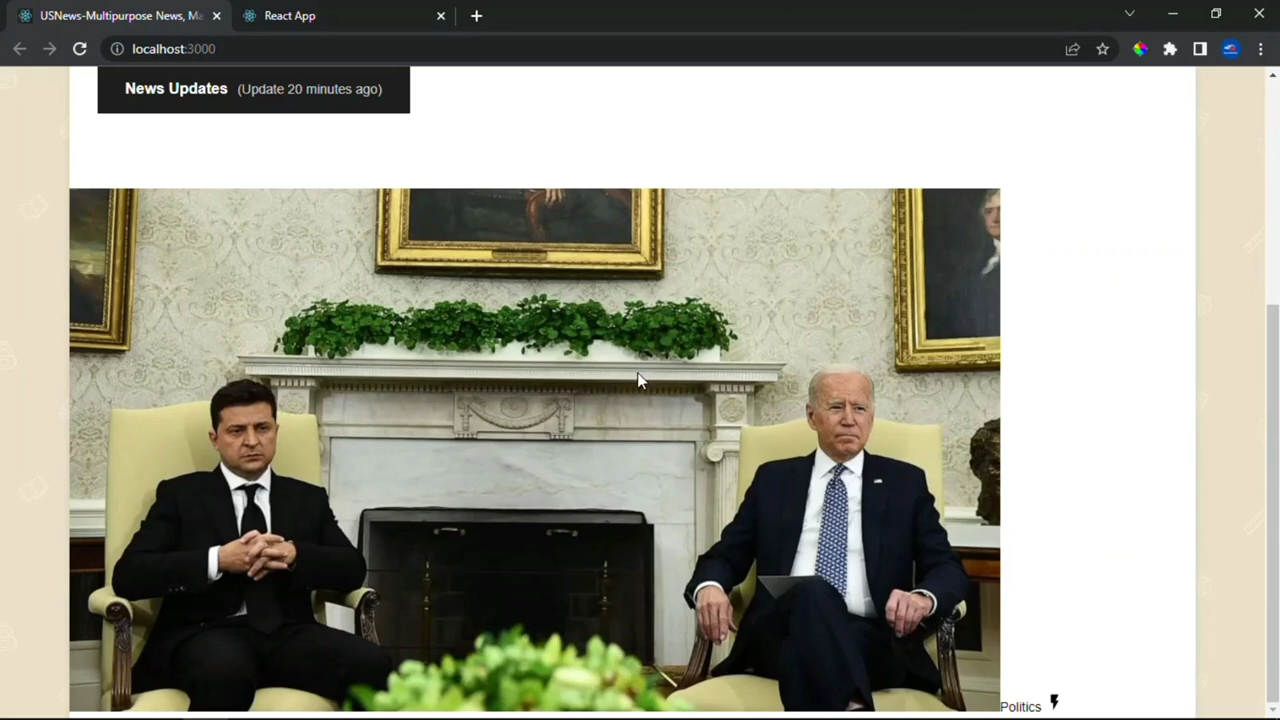 USNews-Multipurpose News, Ma
React App
localhost:3000
News Updates (Update 20 minutes ago)
Politics